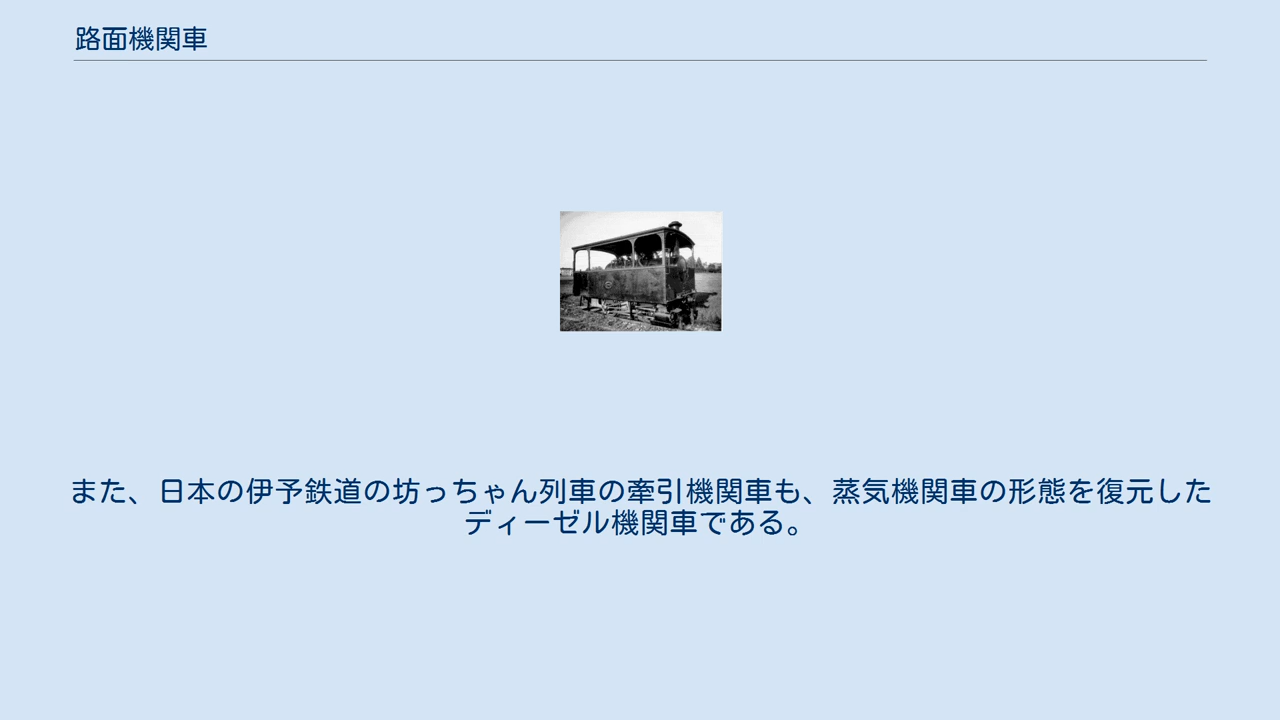 路面機関車
また、日本の伊予鉄道の坊っちゃん列車の牽引機関車も、蒸気機関車の形態を復元した
ディーゼル機関車である。